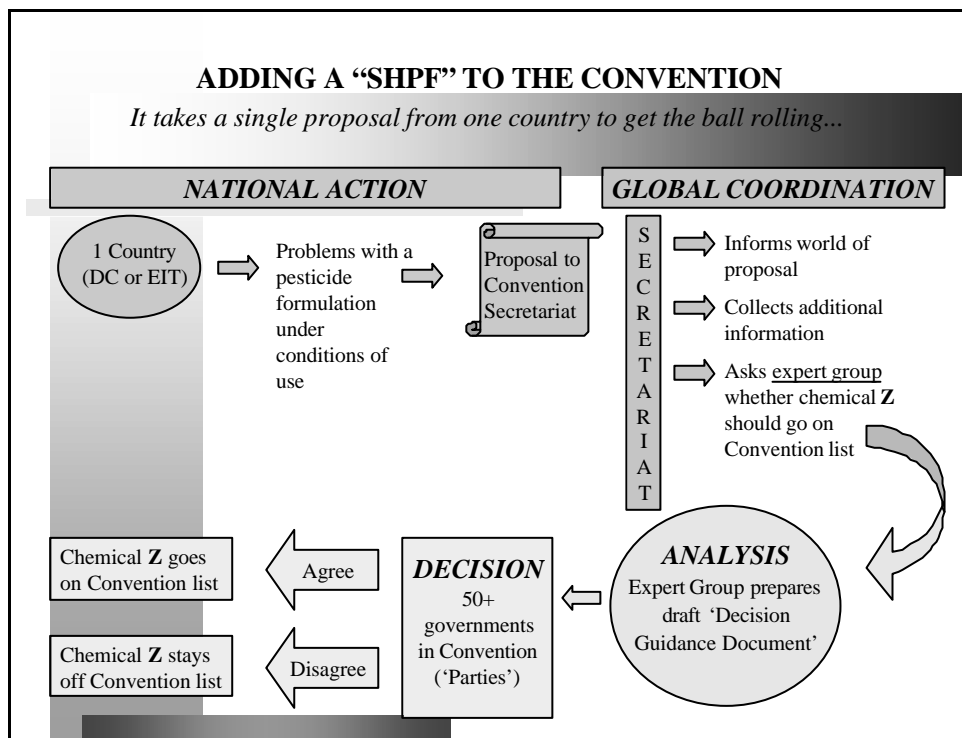 ADDING A “SHPF” TO THE CONVENTION
It takes a single proposal from one country to get the ball rolling...
NATIONAL ACTION
GLOBAL COORDINATION
1 Country
(DC or EIT)
Problems with a
pesticide
formulation
under
conditions of
use
Proposal to
Convention
Secretariat
S
E
C
R
E
T
A
R
I
A
T
Informs world of
proposal
Collects additional
information
Asks expert group
whether chemical Z
should go on
Convention list
ANALYSIS
Expert Group prepares
draft ‘Decision
Guidance Document’
DECISION
50+
governments
in Convention
(‘Parties’)
Agree
Chemical Z goes
on Convention list
Disagree
Chemical Z stays
off Convention list